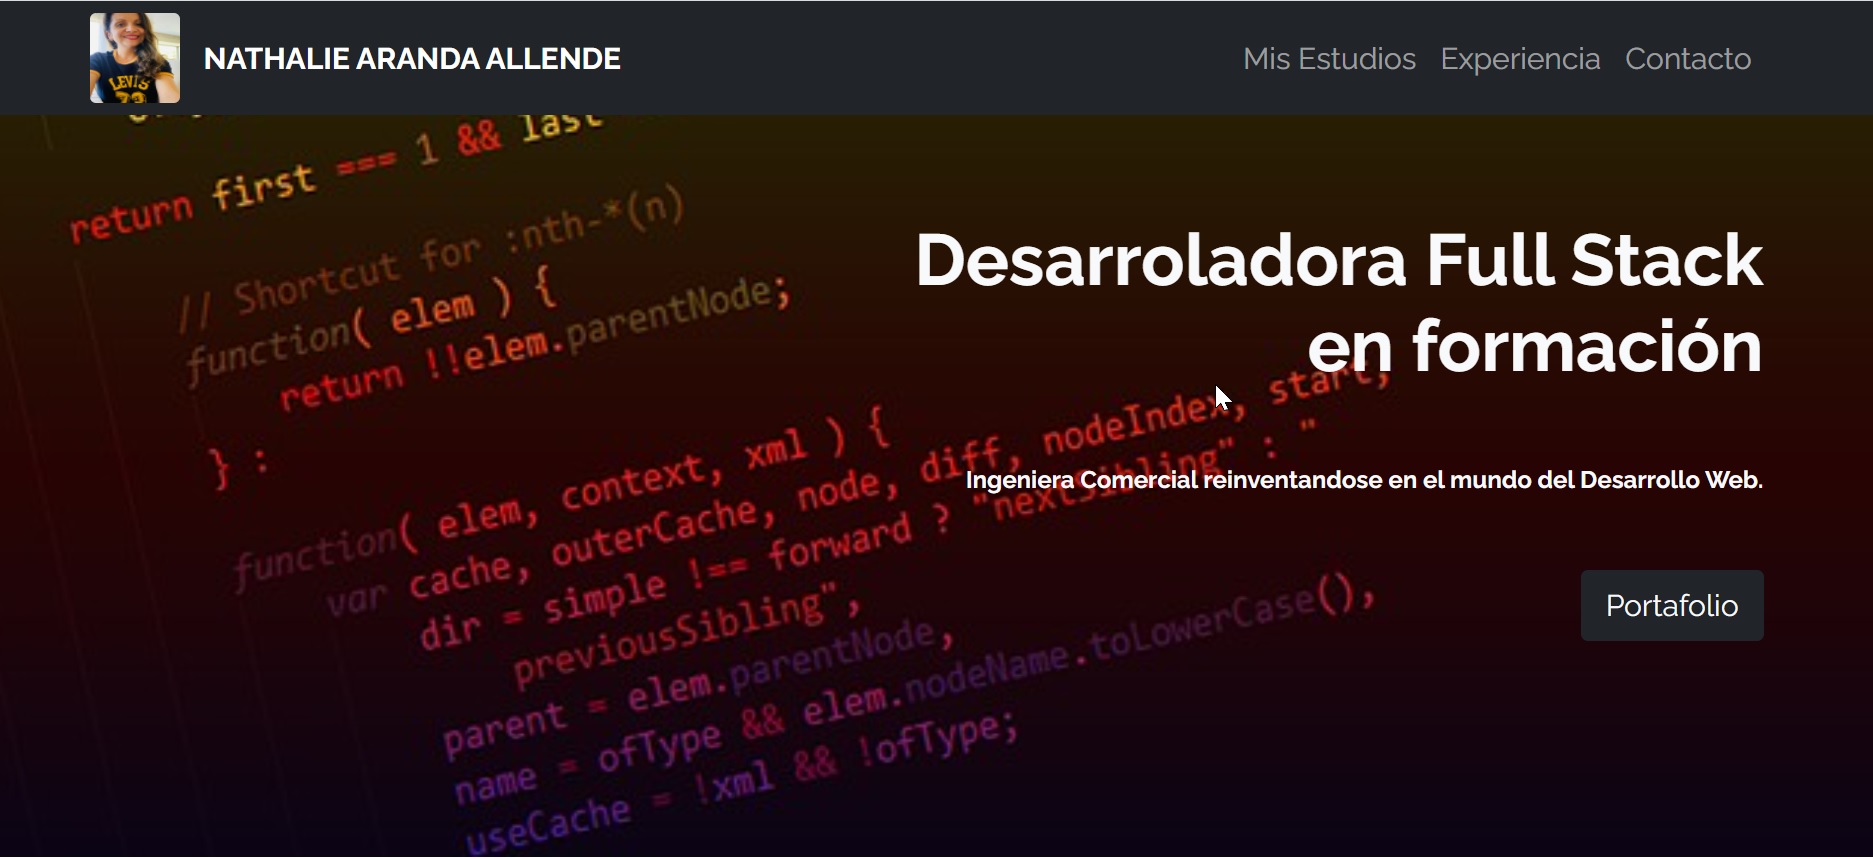 NATHALIE ARANDA ALLENDE
Mis Estudios Experiencia Contacto
LEVI'S
return first === 1 && last
// Shortcut for :nth-*(n)
function( elem ) {
return !!elem.parentNode;
} :
function( elem, context, xml ) {
var cache, outerCache, node, diff, nodeIndex, start,
dir = simple !== forward ? "nextSibling" : "
previousSibling",
parent = elem.parentNode,
name = ofType && elem.nodeName.toLowerCase(),
useCache = !xml && !ofType;
Desarroladora Full Stack
en formación
Ingeniera Comercial reinventandose en el mundo del Desarrollo Web.
Portafolio